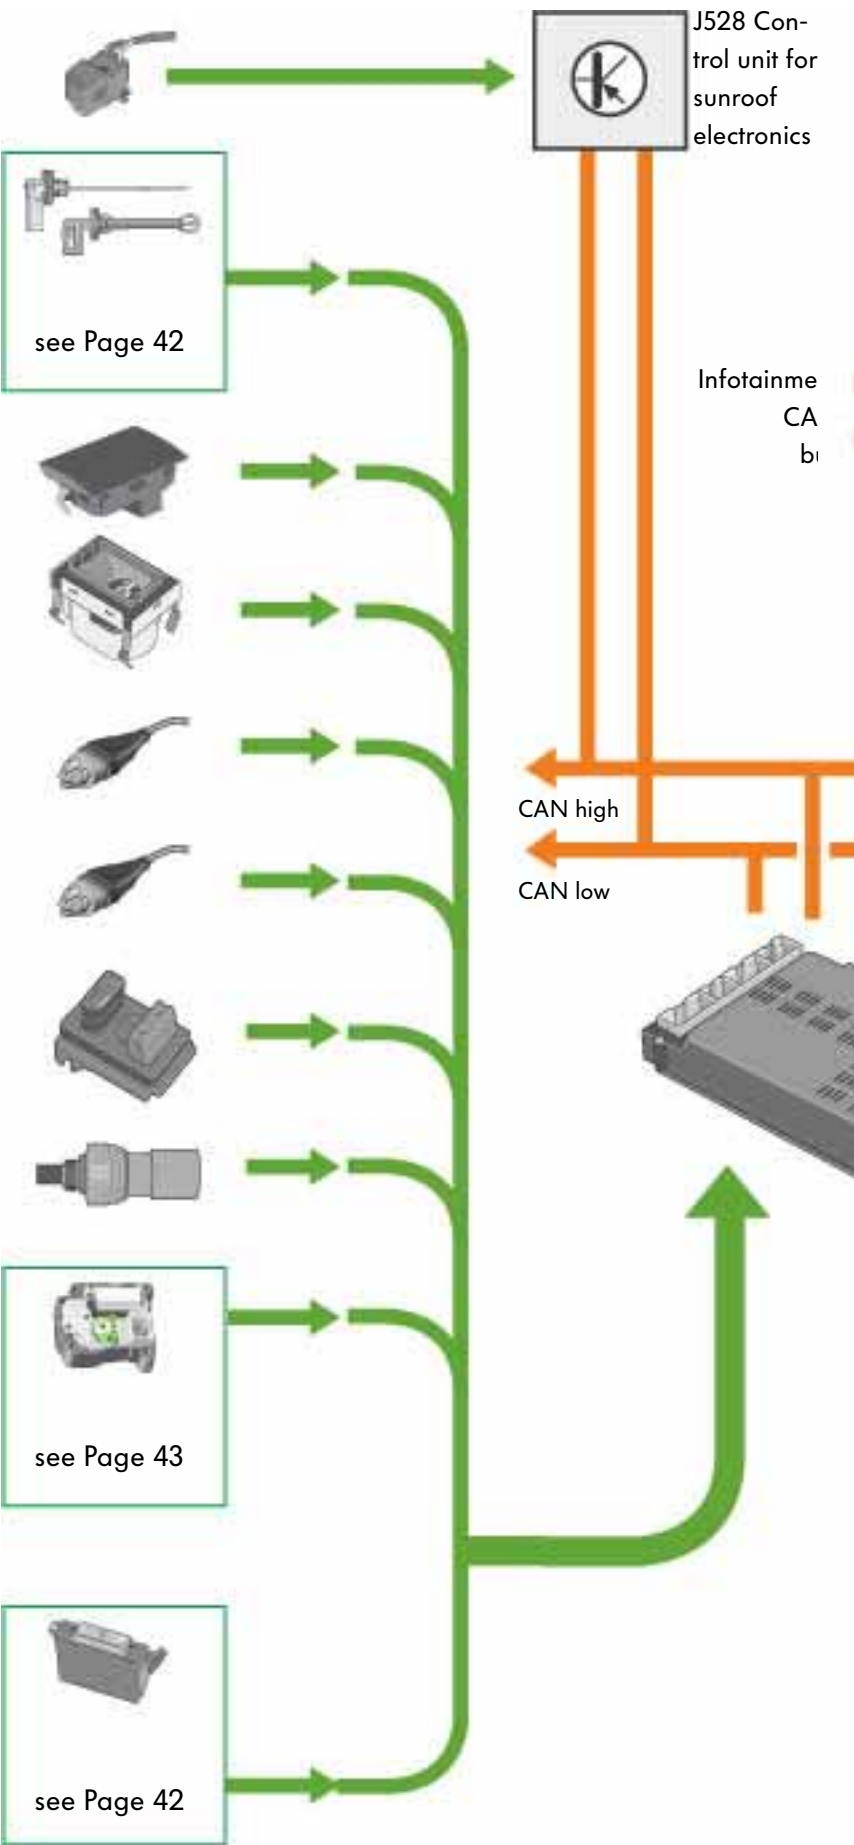 J528 Con-
trol unit for
sunroof
electronics
see Page 42
Infotainme
CA
CAN high
CAN low
see Page 43
see Page 42